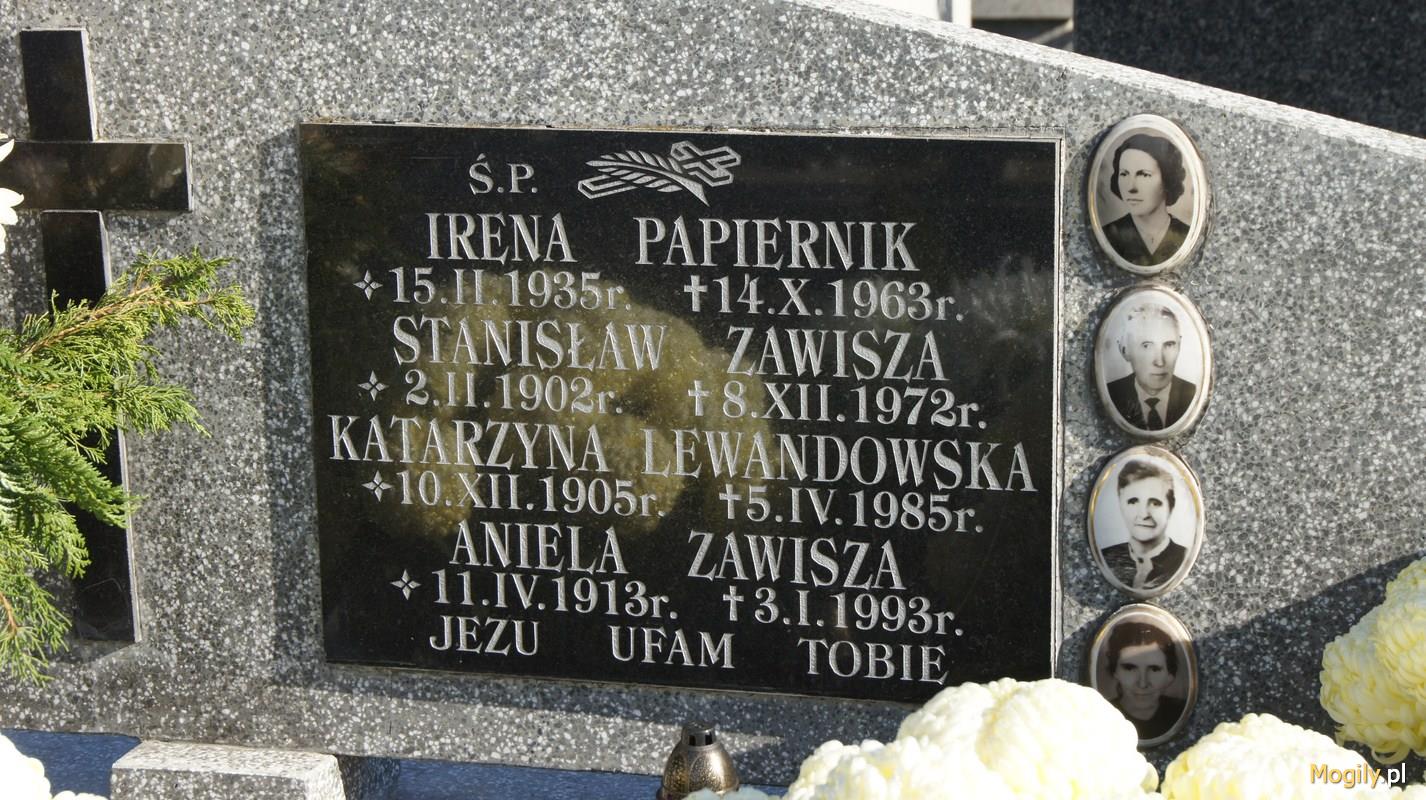 Ś.P.
IRENA PAPIERNIK
15.II.1935r. †14.X.1963r.
STANISŁAW ZAWISZA
2.II.1902r. †8.XII.1972r.
KATARZYNA LEWANDOWSKA
10.XII.1905r. †5.IV.1985r.
ANIELA ZAWISZA
11.IV.1913r. †3.I.1993r.
JEZU UFAM TOBIE
Mogily.pl